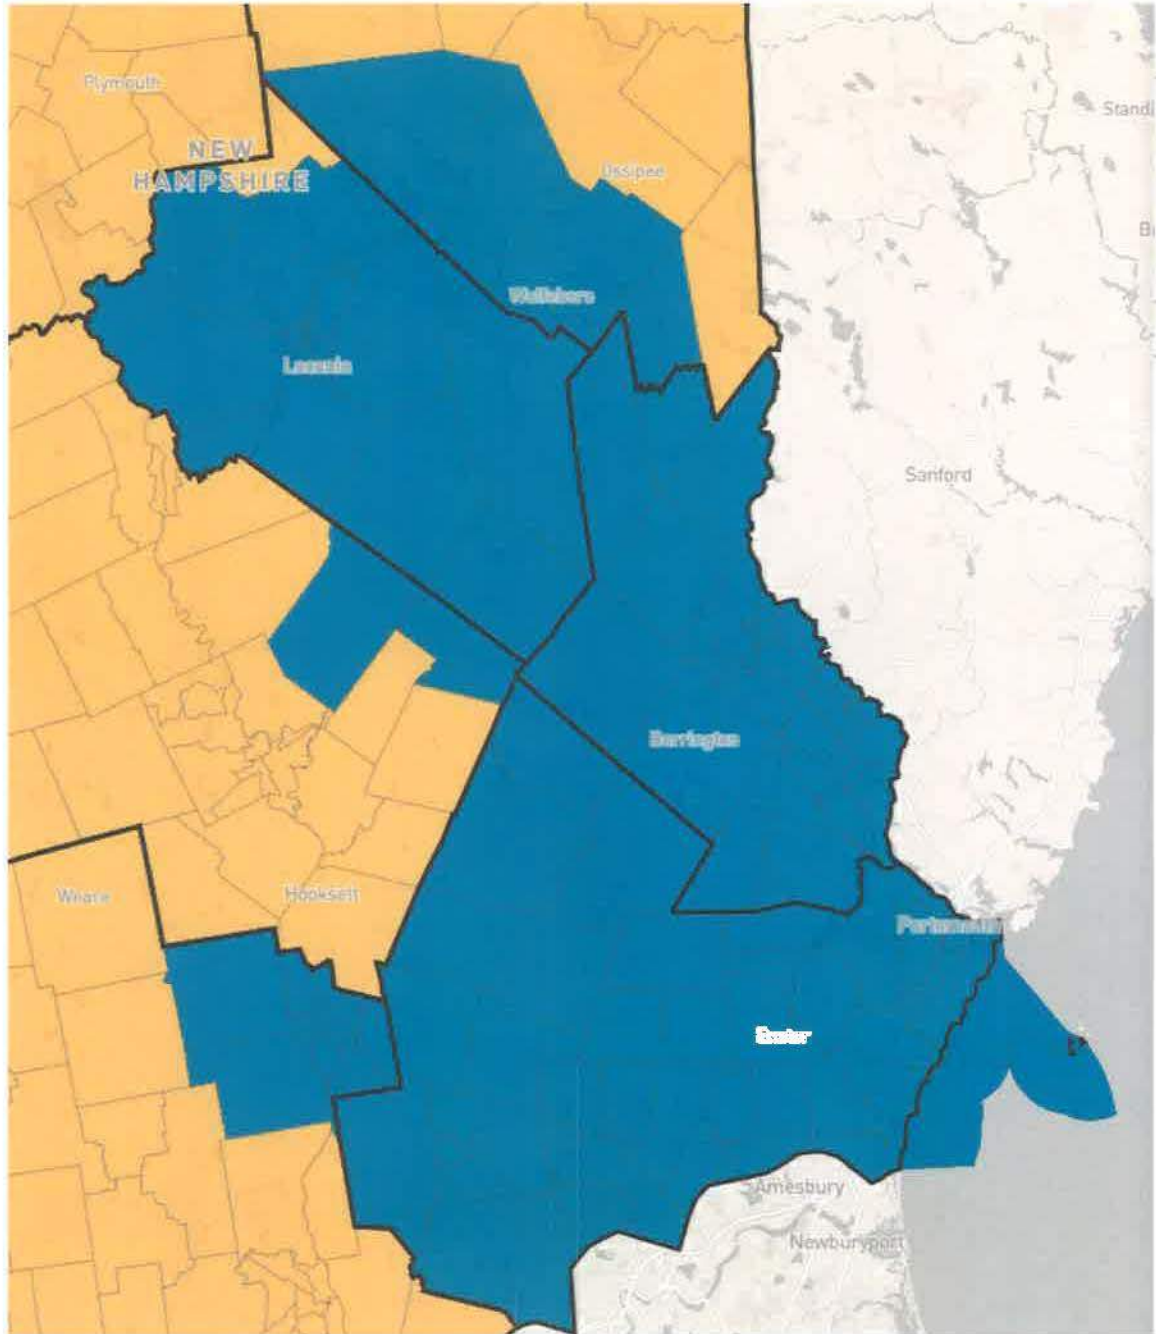 Plymouth
Standi
NEW
HAMPSHIRE
Ossipee
B
Wolfeboro
Laconia
Sanford
Barrington
Weare
Hooksett
Portsmouth
Exeter
Amesbury
Newburyport